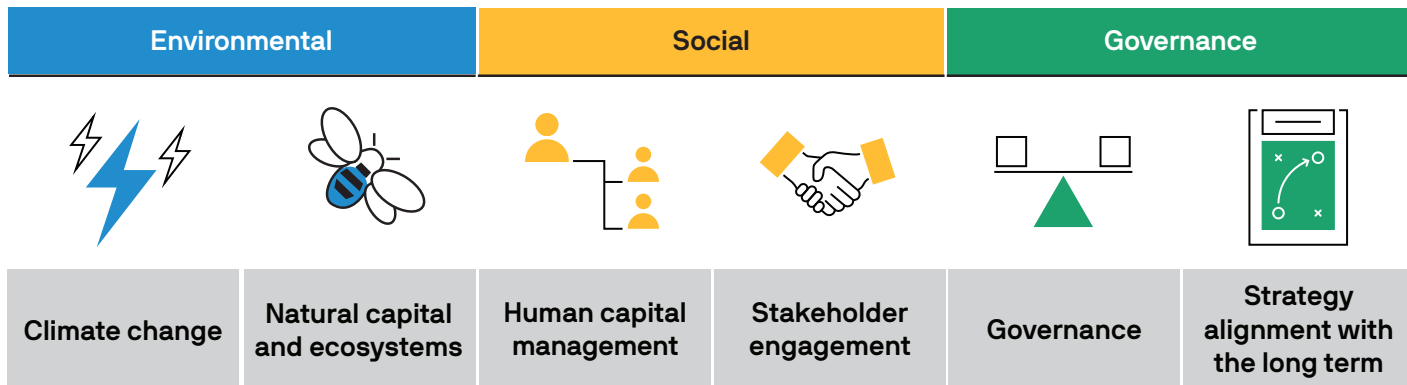 Environmental
Social
Governance
Climate change
Natural capital
and ecosystems
Human capital
management
Stakeholder
engagement
Governance
Strategy
alignment with
the long term